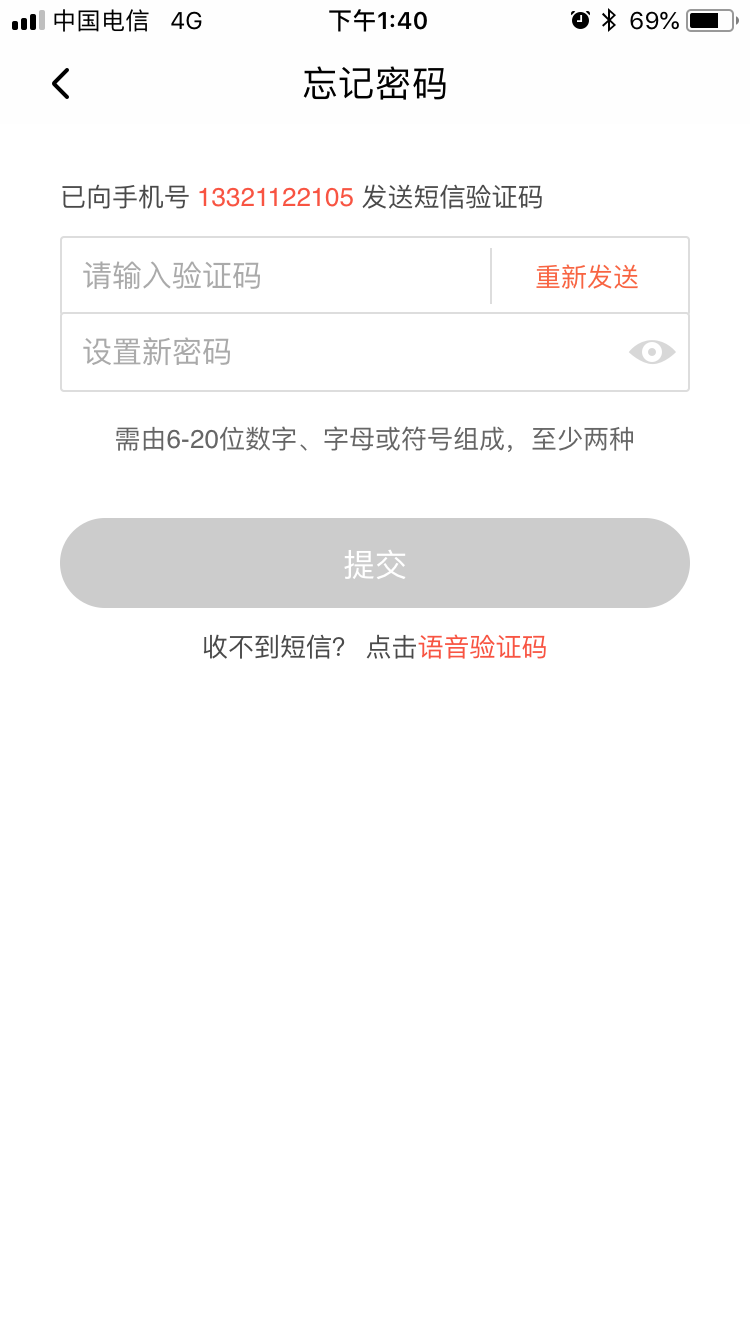 中国电信 4G 下午1:40 69%
忘记密码
已向手机号 13321122105 发送短信验证码
请输入验证码 重新发送
设置新密码
需由6-20位数字、字母或符号组成，至少两种
提交
收不到短信？ 点击语音验证码